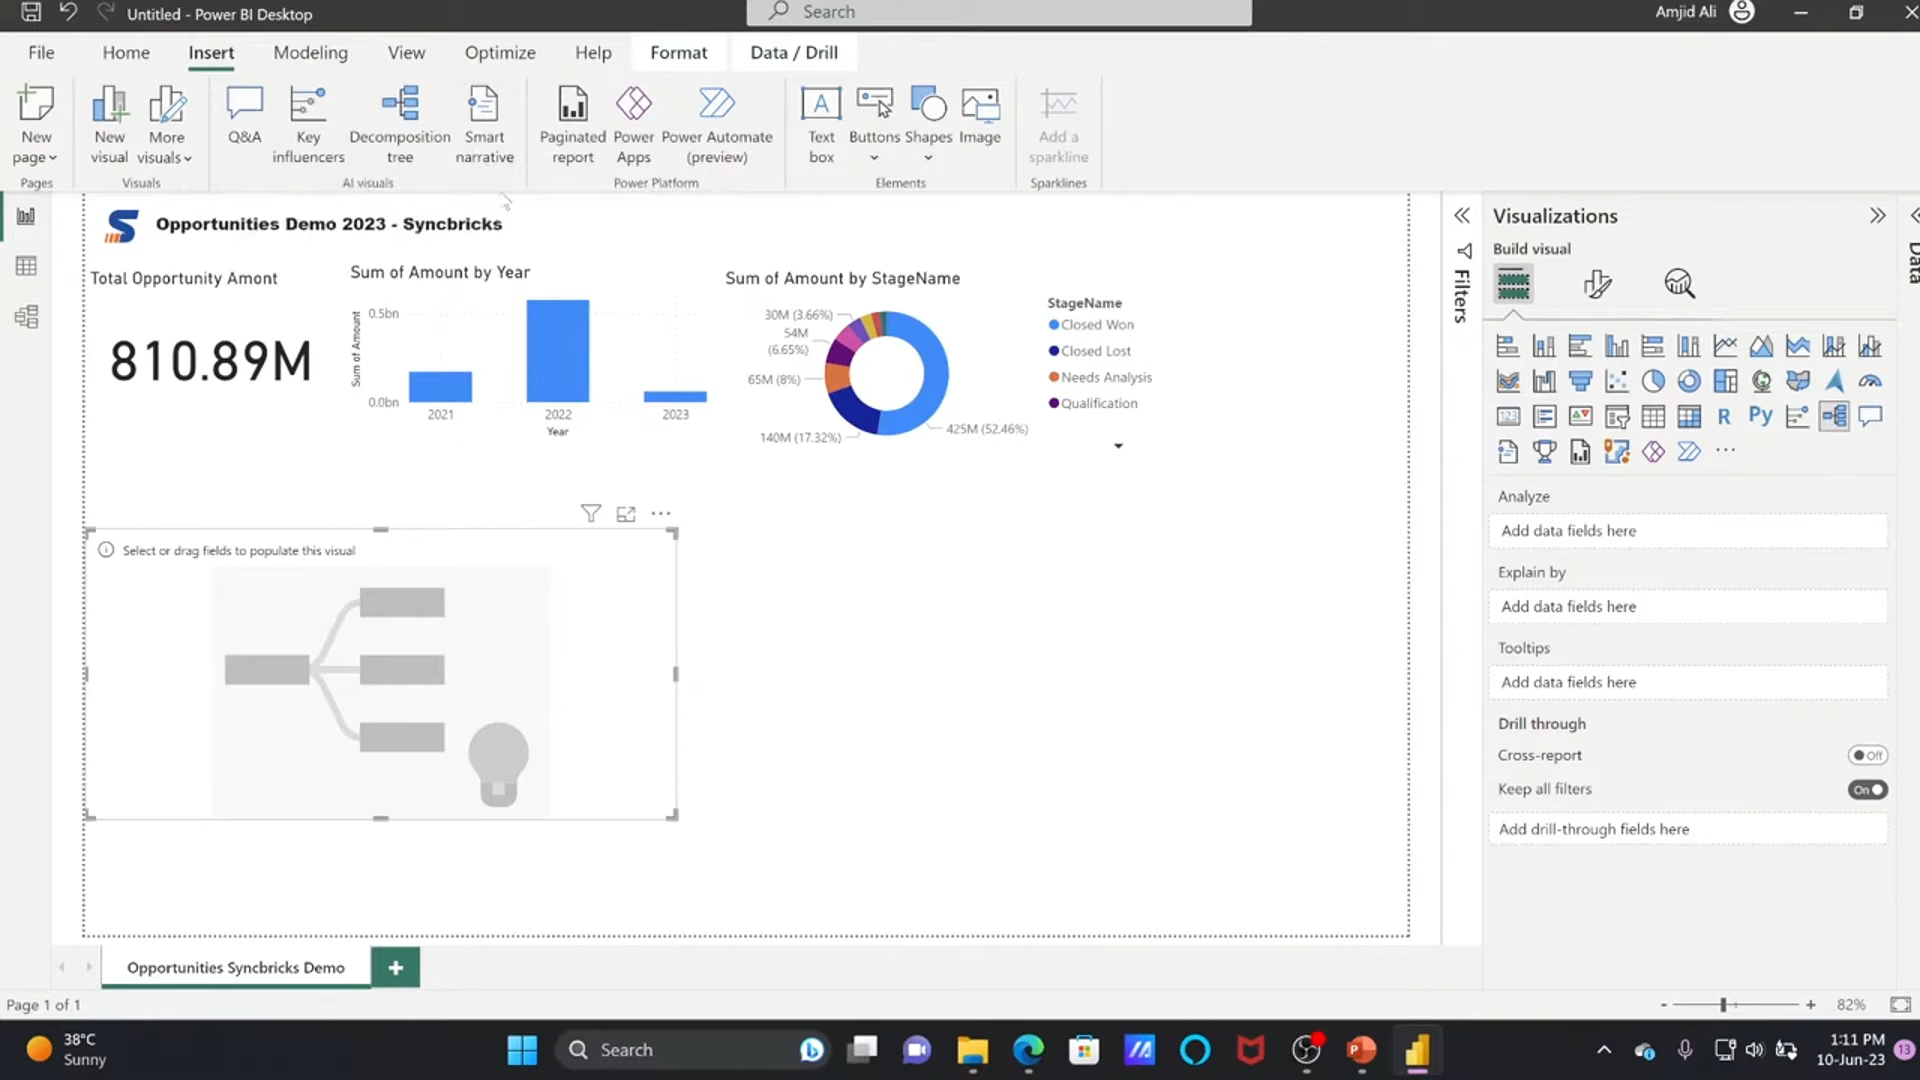 Untitled - Power BI Desktop
Search
Amjid Ali
File
Home
Insert
Modeling
View
Optimize
Help
Format
Data / Drill
New page
New visual
More visuals
Q&A
Key influencers
Decomposition tree
Smart narrative
Paginated report
Power Apps
Power Automate (preview)
Text box
Buttons
Shapes
Image
Add a sparkline
Pages
Visuals
AI visuals
Power Platform
Elements
Sparklines
Opportunities Demo 2023 - Syncbricks
Total Opportunity Amont
810.89M
Sum of Amount by Year
Sum of Amount
0.5bn
0.0bn
2021
2022
2023
Year
Sum of Amount by StageName
30M (3.66%)
54M
(6.65%)
65M (8%)
140M (17.32%)
425M (52.46%)
StageName
Closed Won
Closed Lost
Needs Analysis
Qualification
Select or drag fields to populate this visual
Filters
Visualizations
Data
Build visual
123
R
Py
Analyze
Add data fields here
Explain by
Add data fields here
Tooltips
Add data fields here
Drill through
Cross-report
Off
Keep all filters
On
Add drill-through fields here
Opportunities Syncbricks Demo
Page 1 of 1
82%
38°C
Sunny
Search
1:11 PM
10-Jun-23
13